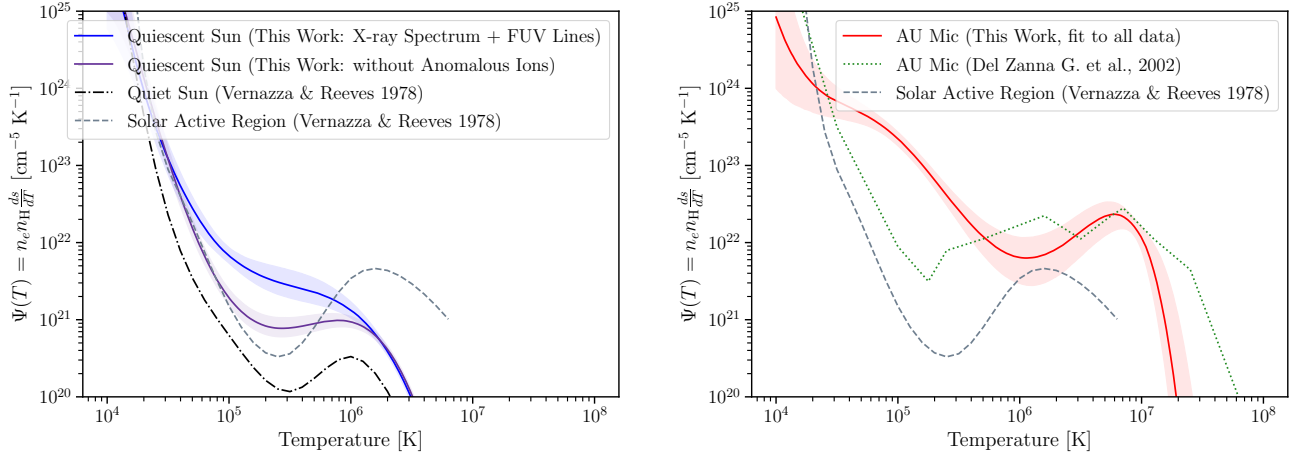 10^25
10^24
10^23
10^22
10^21
10^20
Ψ(T) = n_e n_H ds/dT [cm^−5 K^−1]
Quiescent Sun (This Work: X-ray Spectrum + FUV Lines)
Quiescent Sun (This Work: without Anomalous Ions)
Quiet Sun (Vernazza & Reeves 1978)
Solar Active Region (Vernazza & Reeves 1978)
10^4 10^5 10^6 10^7 10^8
Temperature [K]
10^25
10^24
10^23
10^22
10^21
10^20
Ψ(T) = n_e n_H ds/dT [cm^−5 K^−1]
AU Mic (This Work, fit to all data)
AU Mic (Del Zanna G. et al., 2002)
Solar Active Region (Vernazza & Reeves 1978)
10^4 10^5 10^6 10^7 10^8
Temperature [K]